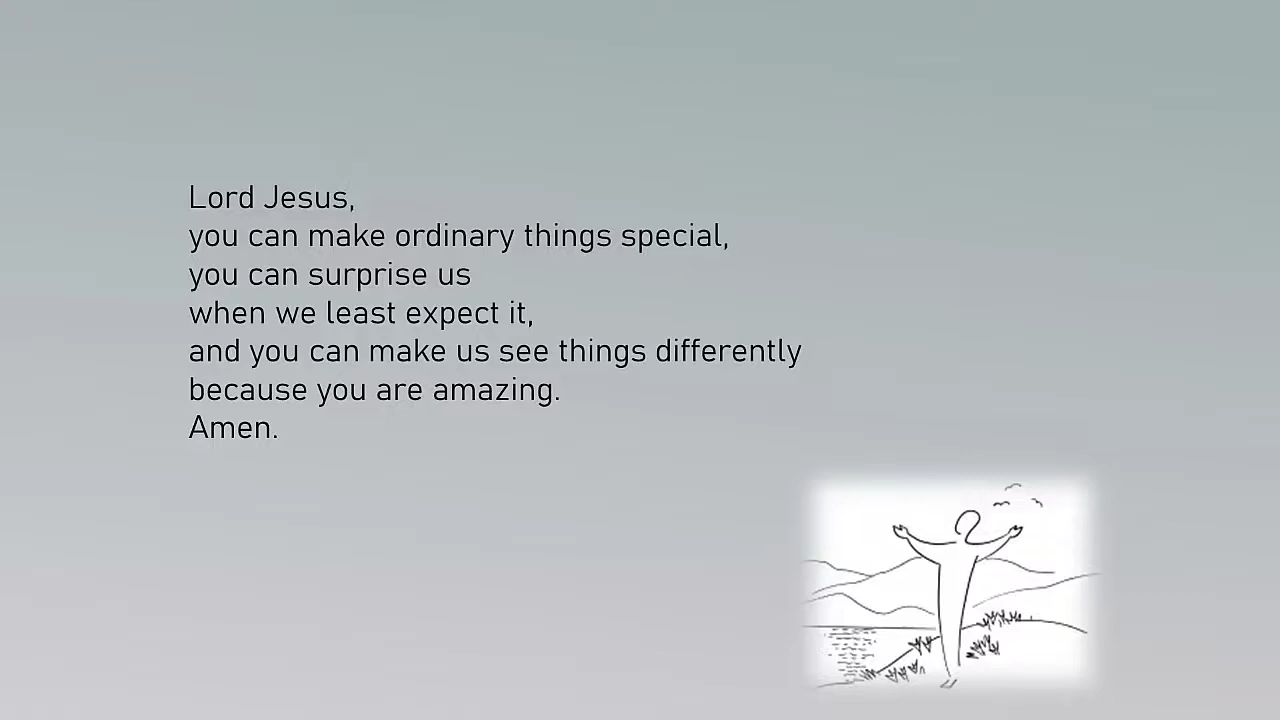 Lord Jesus,
you can make ordinary things special,
you can surprise us
when we least expect it,
and you can make us see things differently
because you are amazing.
Amen.